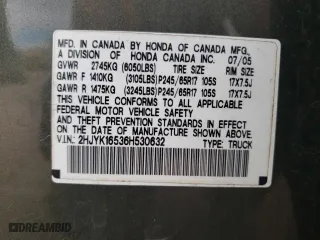 MFD. IN CANADA BY HONDA OF CANADA MFG.
A DIVISION OF HONDA CANADA INC. 07/05
GVWR 2745KG (6050LBS) TIRE SIZE RIM SIZE
GAWR F 1410KG (3105LBS) P245/65R17 105S 17X7.5J
GAWR R 1475KG (3245LBS) P245/65R17 105S 17X7.5J
THIS VEHICLE CONFORMS TO ALL APPLICABLE
FEDERAL MOTOR VEHICLE SAFETY
AND THEFT PREVENTION STANDARDS IN EFFECT
ON THE DATE OF MANUFACTURE SHOWN ABOVE.
V.I.N.: 2HJYK16536H530632 TYPE: TRUCK
DREAMBID